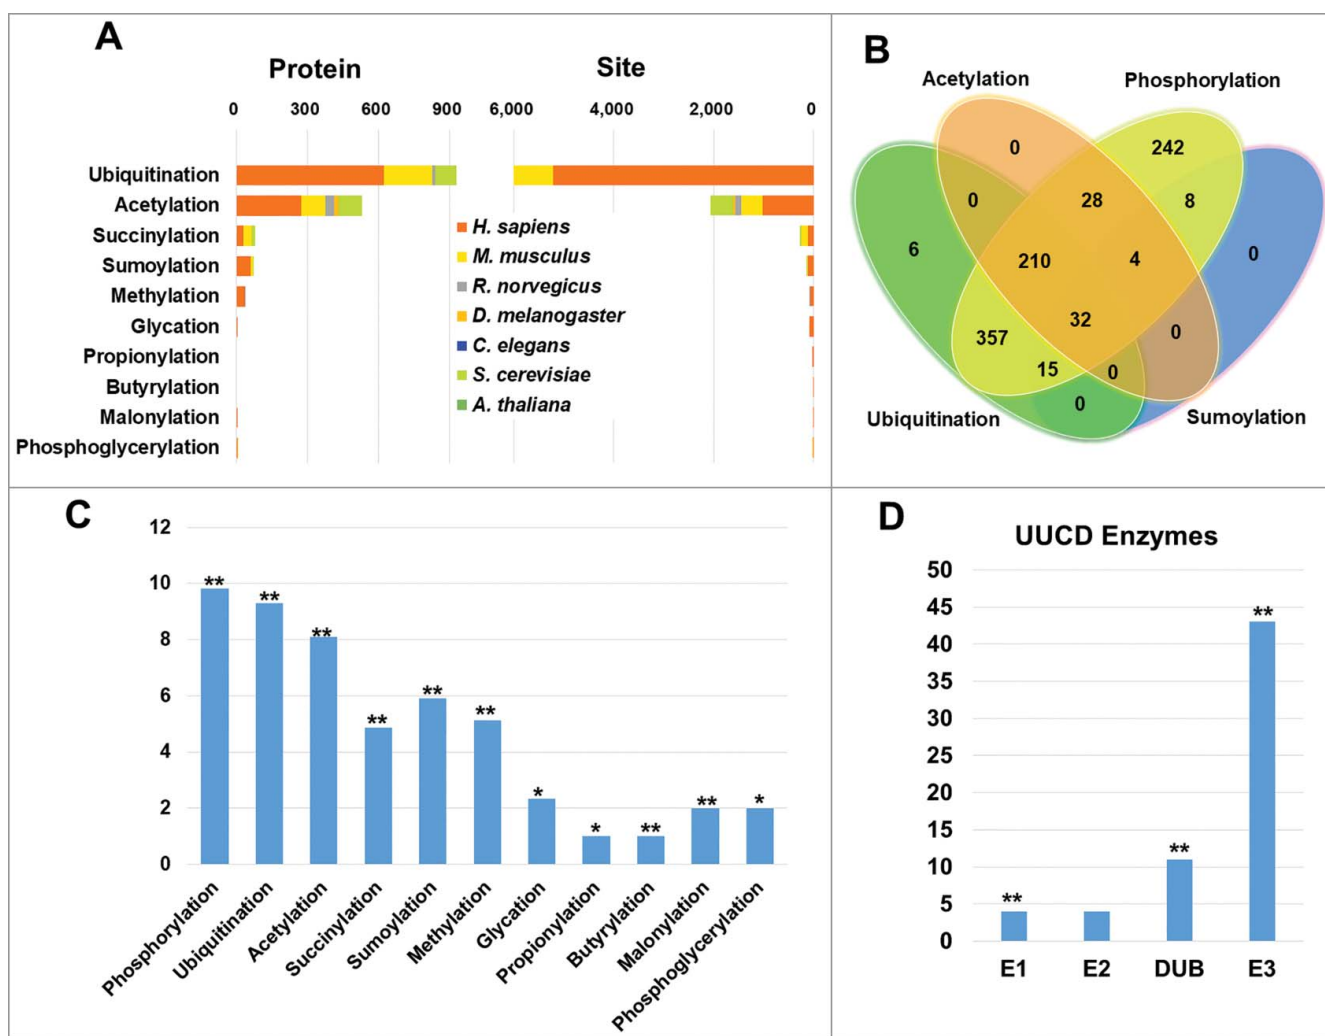 A
Protein
Site
0 300 600 900 6,000 4,000 2,000 0
Ubiquitination
Acetylation
Succinylation
Sumoylation
Methylation
Glycation
Propionylation
Butyrylation
Malonylation
Phosphoglycerylation
H. sapiens
M. musculus
R. norvegicus
D. melanogaster
C. elegans
S. cerevisiae
A. thaliana
B
Acetylation
Phosphorylation
0
242
0
28
8
6
210
4
0
357
32
0
15
0
0
Ubiquitination
Sumoylation
C
12
10
8
6
4
2
0
** ** ** ** ** ** * * ** ** *
Phosphorylation
Ubiquitination
Acetylation
Succinylation
Sumoylation
Methylation
Glycation
Propionylation
Butyrylation
Malonylation
Phosphoglycerylation
D
UUCD Enzymes
50
45
40
35
30
25
20
15
10
5
0
** ** **
E1 E2 DUB E3